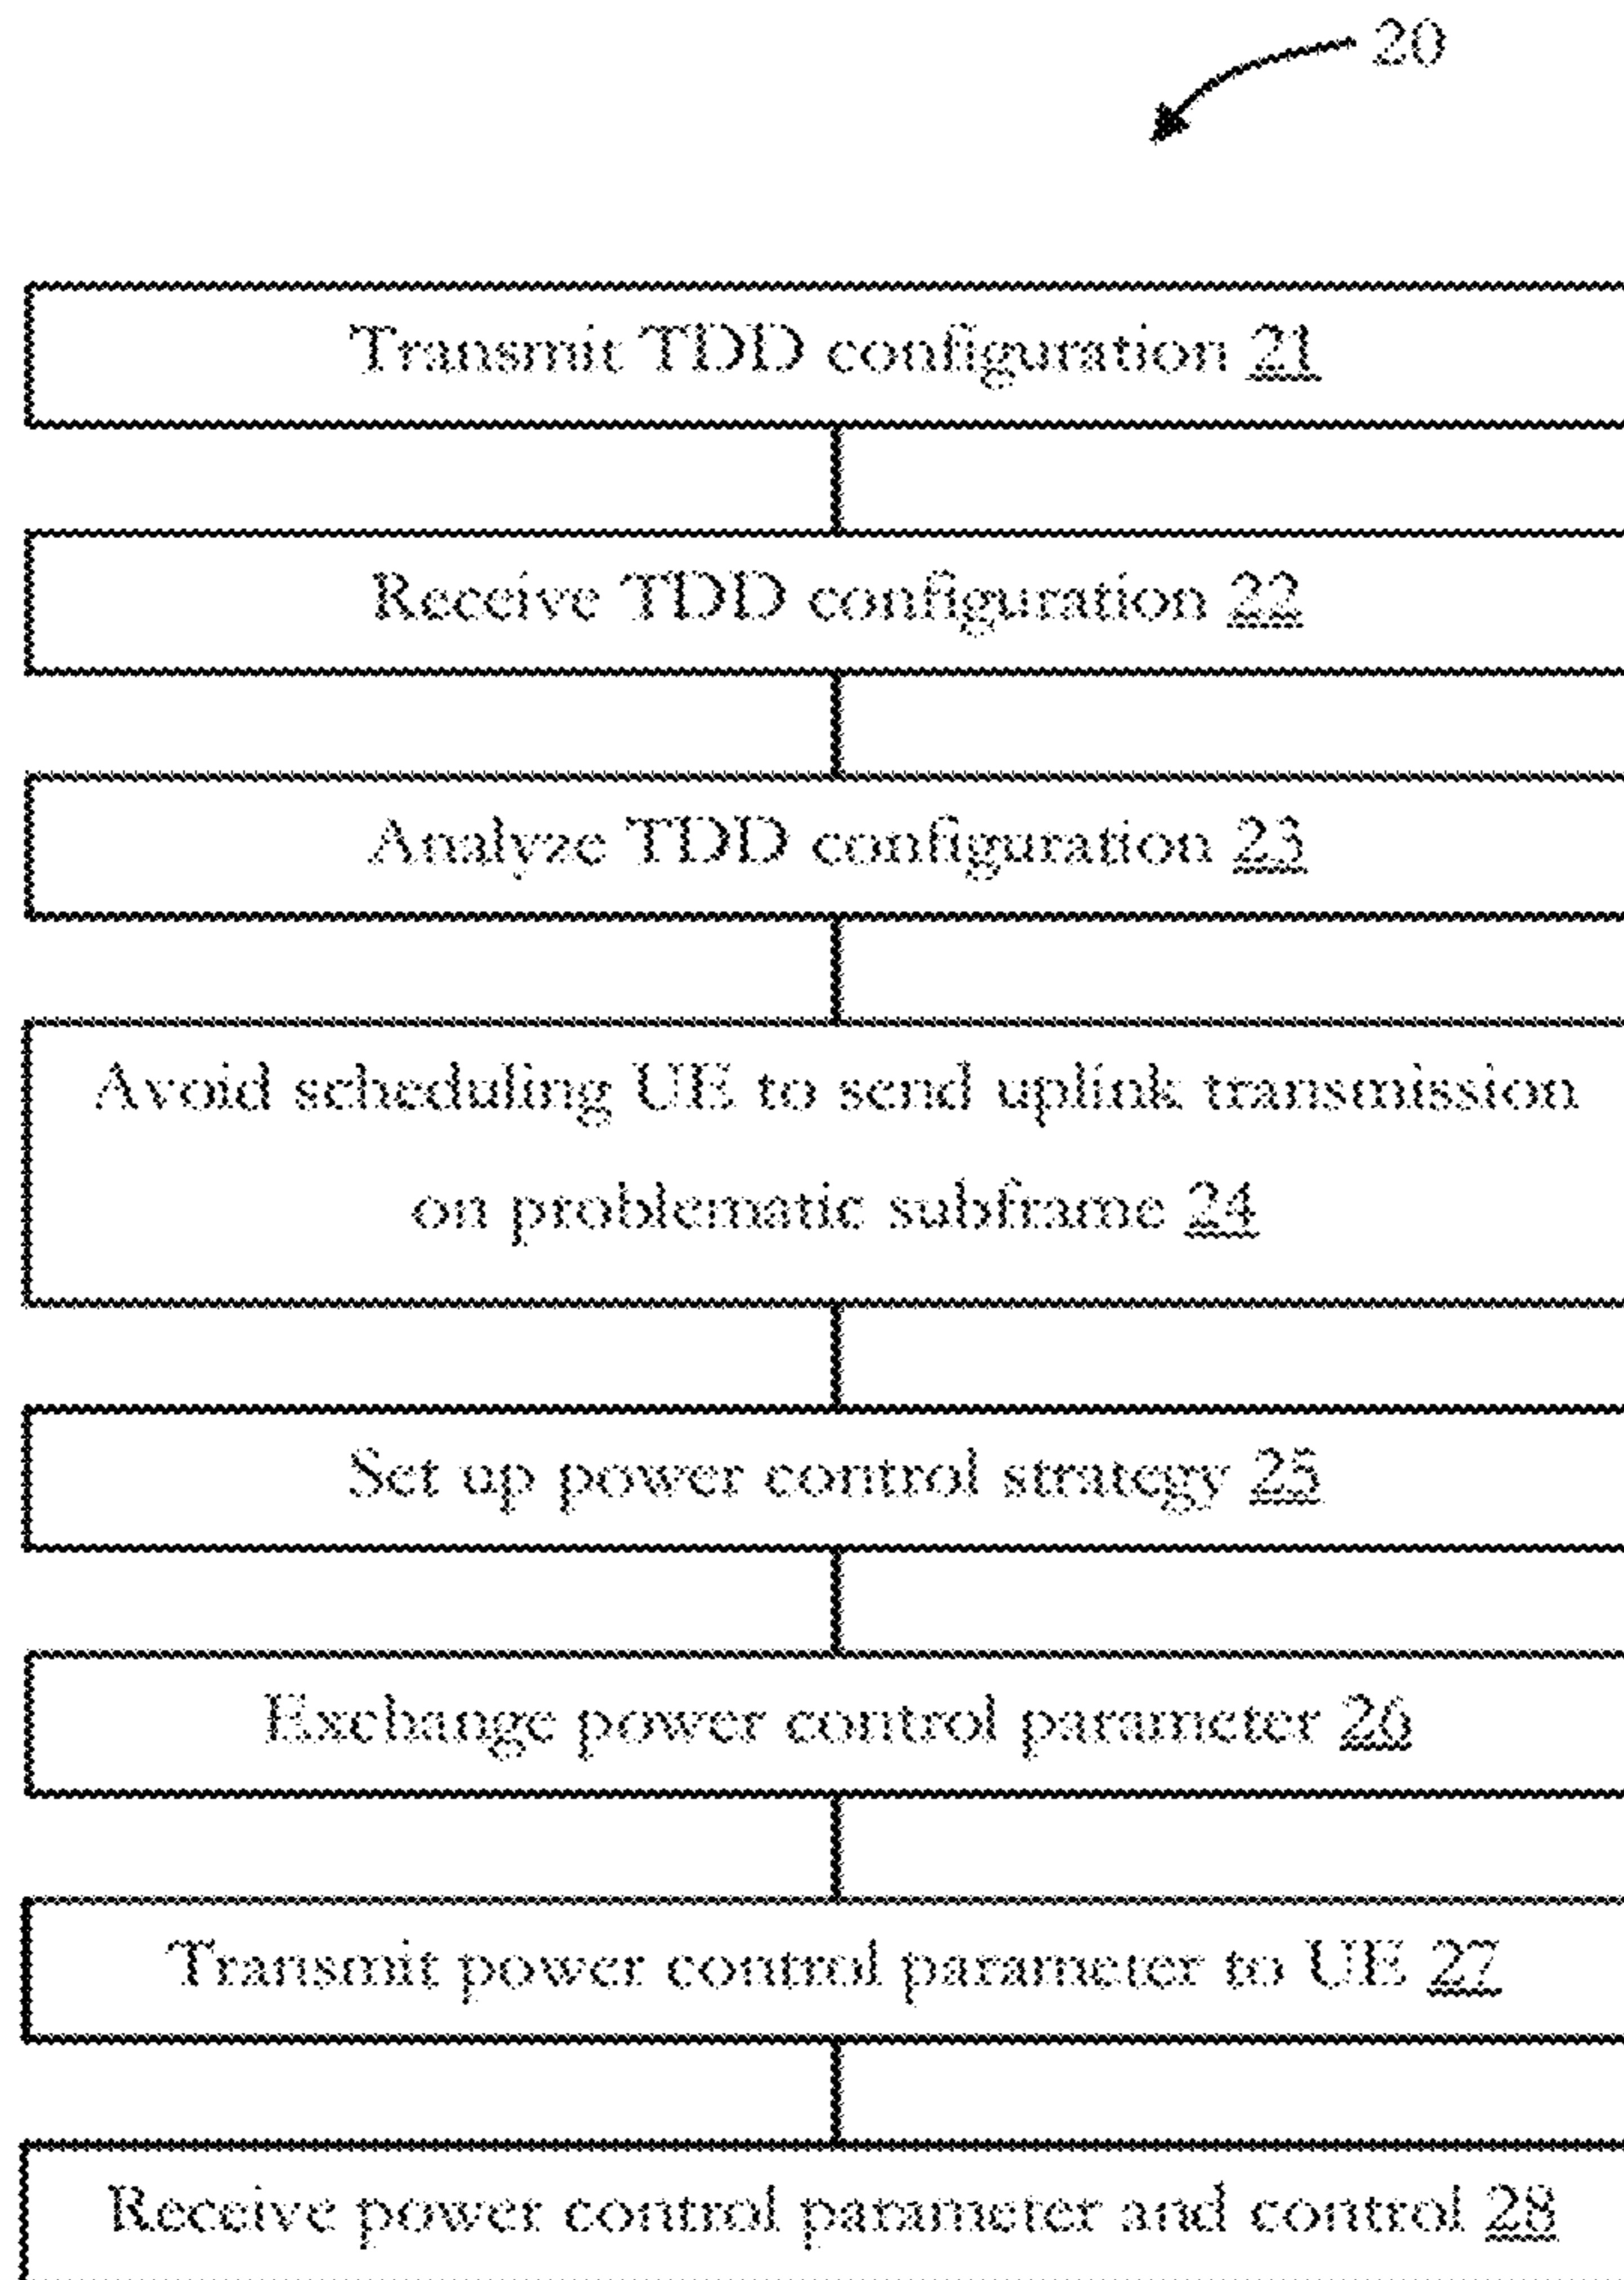 20
Transmit TDD configuration 21
Receive TDD configuration 22
Analyze TDD configuration 23
Avoid scheduling UE to send uplink transmission
on problematic subframe 24
Set up power control strategy 25
Exchange power control parameter 26
Transmit power control parameter to UE 27
Receive power control parameter and control 28